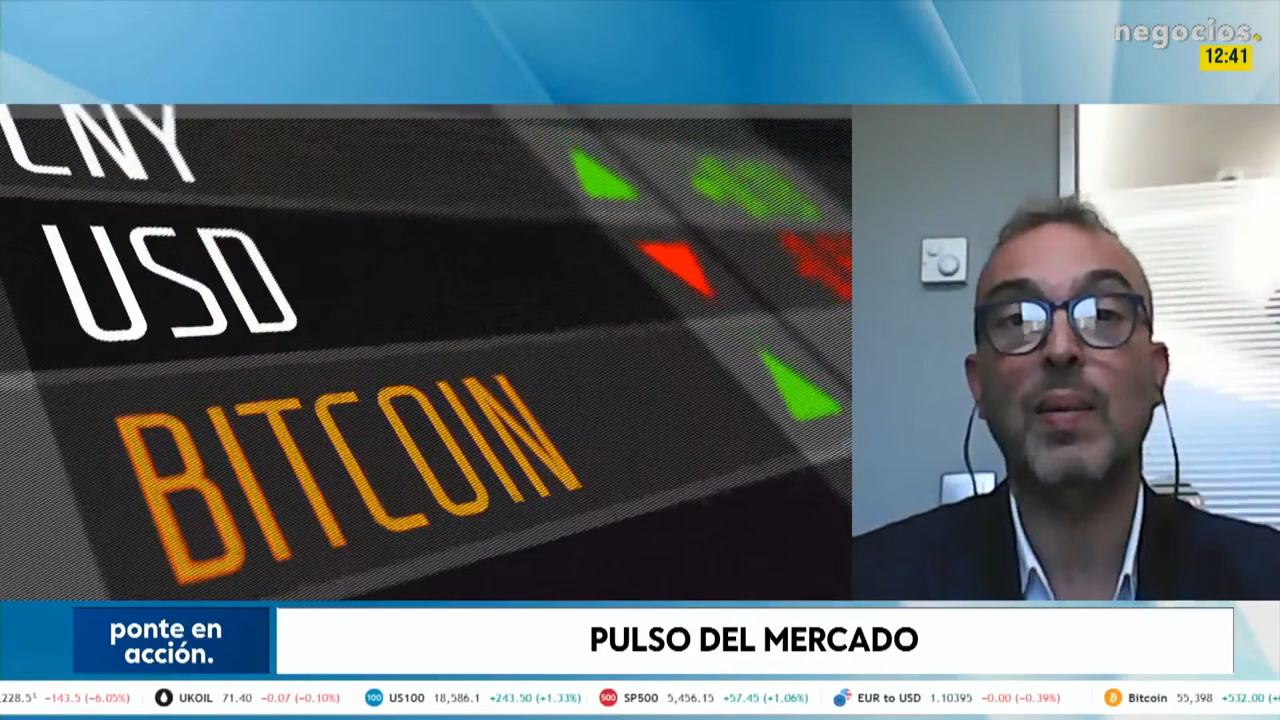 negocios.
12:41
CNY
USD
BITCOIN
ponte en
acción.
PULSO DEL MERCADO
−143.5 (−6.05%) UKOIL 71.40 −0.07 (−0.10%) 100 US100 18,586.1 +243.50 (+1.33%) 500 SP500 5,456.15 +57.45 (+1.06%) EUR to USD 1.10395 −0.00 (−0.39%) Bitcoin 55,398 +532.00